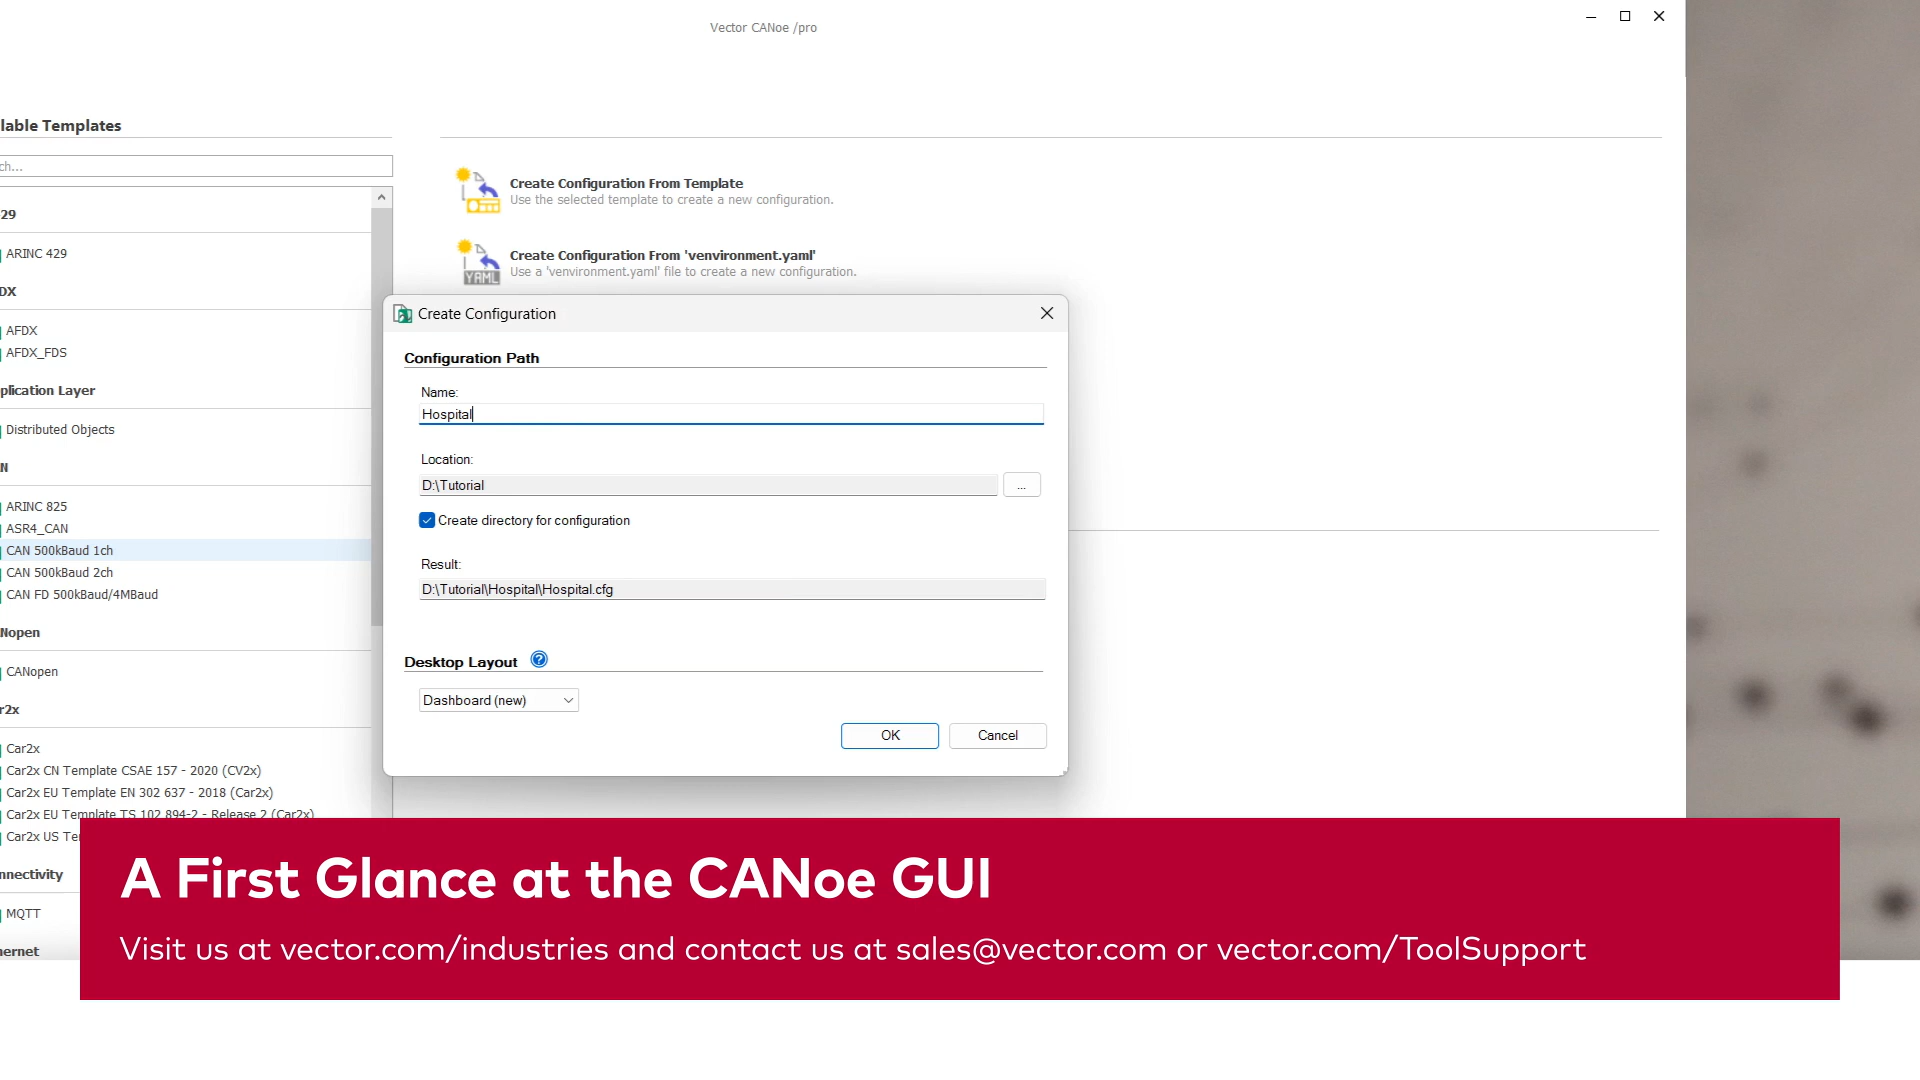 Vector CANoe /pro
lable Templates
ch...
29
ARINC 429
DX
AFDX
AFDX_FDS
plication Layer
Distributed Objects
N
ARINC 825
ASR4_CAN
CAN 500kBaud 1ch
CAN 500kBaud 2ch
CAN FD 500kBaud/4MBaud
Nopen
CANopen
r2x
Car2x
Car2x CN Template CSAE 157 - 2020 (CV2x)
Car2x EU Template EN 302 637 - 2018 (Car2x)
Car2x EU Template TS 102 894-2 - Release 2 (Car2x)
Car2x US Te
nnectivity
MQTT
ernet
Create Configuration From Template
Use the selected template to create a new configuration.
YAML
Create Configuration From 'venvironment.yaml'
Use a 'venvironment.yaml' file to create a new configuration.
Create Configuration
Configuration Path
Name:
Hospital
Location:
D:\Tutorial
...
Create directory for configuration
Result:
D:\Tutorial\Hospital\Hospital.cfg
Desktop Layout ?
Dashboard (new)
OK
Cancel
A First Glance at the CANoe GUI
Visit us at vector.com/industries and contact us at sales@vector.com or vector.com/ToolSupport